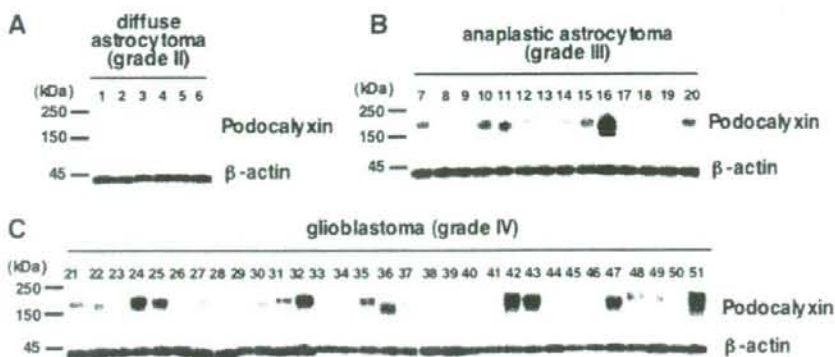 A
diffuse
astrocytoma
(grade II)
(kDa) 1 2 3 4 5 6
250
150
Podocalyxin
45
β-actin
B
anaplastic astrocytoma
(grade III)
(kDa) 7 8 9 10 11 12 13 14 15 16 17 18 19 20
250
150
Podocalyxin
45
β-actin
C
glioblastoma (grade IV)
(kDa) 21 22 23 24 25 26 27 28 29 30 31 32 33 34 35 36 37 38 39 40 41 42 43 44 45 46 47 48 49 50 51
250
150
Podocalyxin
45
β-actin